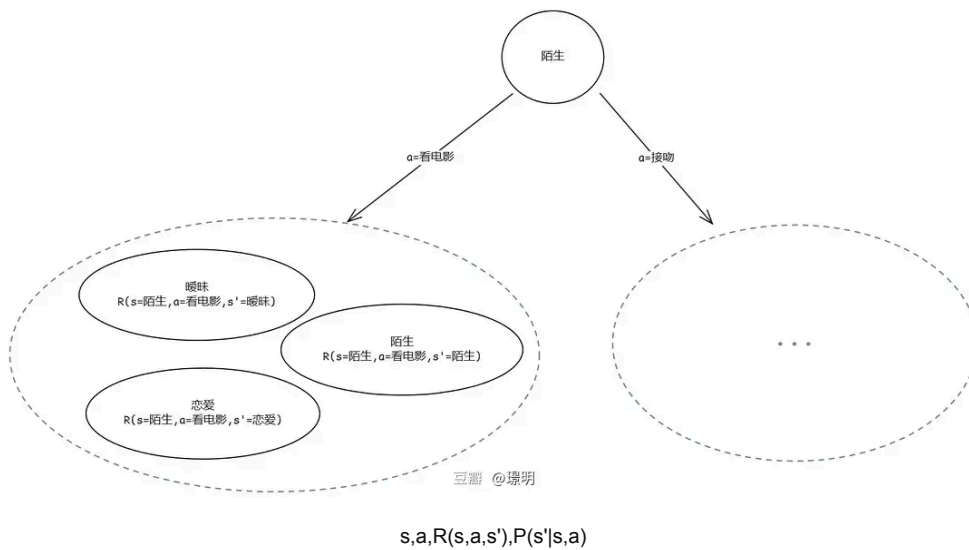 陌生
a=看电影
a=接吻
暧昧
R(s=陌生,a=看电影,s'=暧昧)
陌生
R(s=陌生,a=看电影,s'=陌生)
恋爱
R(s=陌生,a=看电影,s'=恋爱)
...
豆瓣 @璟明
s,a,R(s,a,s'),P(s'|s,a)